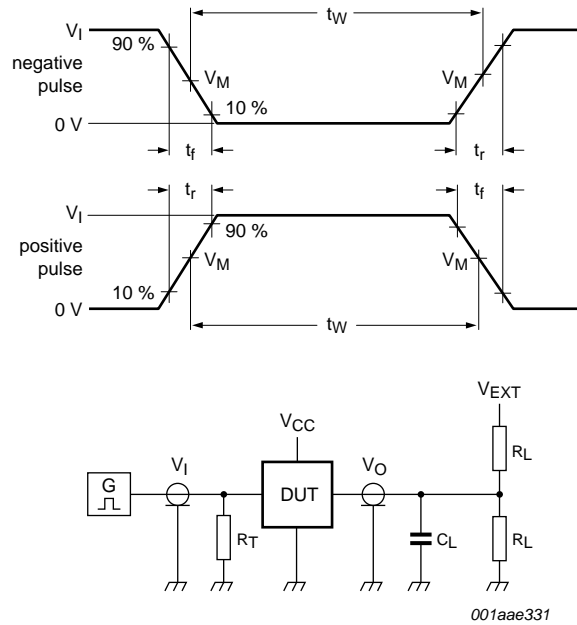 V_I
t_W
90 %
negative
pulse
V_M
V_M
10 %
0 V
t_f
t_r
t_r
t_f
V_I
90 %
positive
pulse
V_M
V_M
10 %
0 V
t_W
V_EXT
V_CC
R_L
V_I
V_O
G
DUT
R_T
C_L
R_L
001aae331